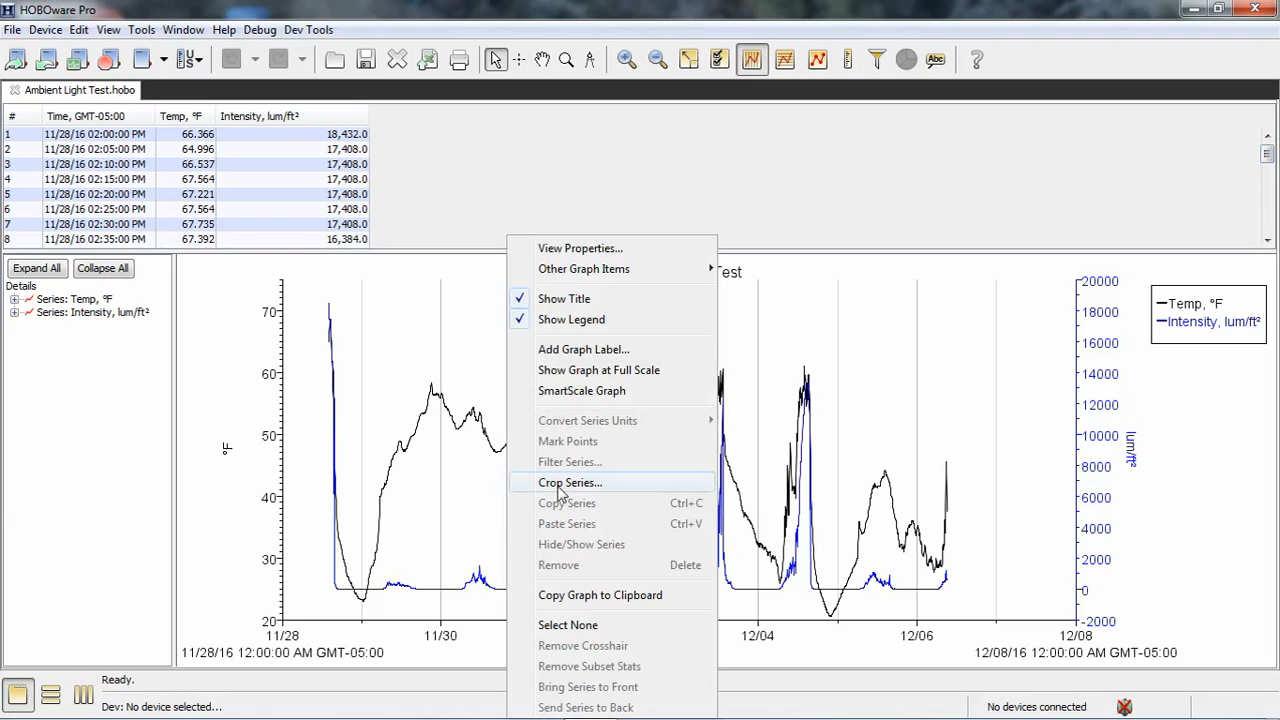 HOBOware Pro
File Device Edit View Tools Window Help Debug Dev Tools
Abc
Ambient Light Test.hobo
# Time, GMT-05:00 Temp, °F Intensity, lum/ft²
1 11/28/16 02:00:00 PM 66.366 18,432.0
2 11/28/16 02:05:00 PM 64.996 17,408.0
3 11/28/16 02:10:00 PM 66.537 17,408.0
4 11/28/16 02:15:00 PM 67.564 17,408.0
5 11/28/16 02:20:00 PM 67.221 17,408.0
6 11/28/16 02:25:00 PM 67.564 17,408.0
7 11/28/16 02:30:00 PM 67.735 17,408.0
8 11/28/16 02:35:00 PM 67.392 16,384.0
Expand All Collapse All
Details
Series: Temp, °F
Series: Intensity, lum/ft²
Test
70
60
50
40
30
20
°F
20000
18000
16000
14000
12000
10000
8000
6000
4000
2000
0
-2000
lum/ft²
Temp, °F
Intensity, lum/ft²
11/28 11/30 12/04 12/06 12/08
11/28/16 12:00:00 AM GMT-05:00 12/08/16 12:00:00 AM GMT-05:00
View Properties...
Other Graph Items
Show Title
Show Legend
Add Graph Label...
Show Graph at Full Scale
SmartScale Graph
Convert Series Units
Mark Points
Filter Series...
Crop Series...
Copy Series Ctrl+C
Paste Series Ctrl+V
Hide/Show Series
Remove Delete
Copy Graph to Clipboard
Select None
Remove Crosshair
Remove Subset Stats
Bring Series to Front
Send Series to Back
Ready.
Dev: No device selected...
No devices connected